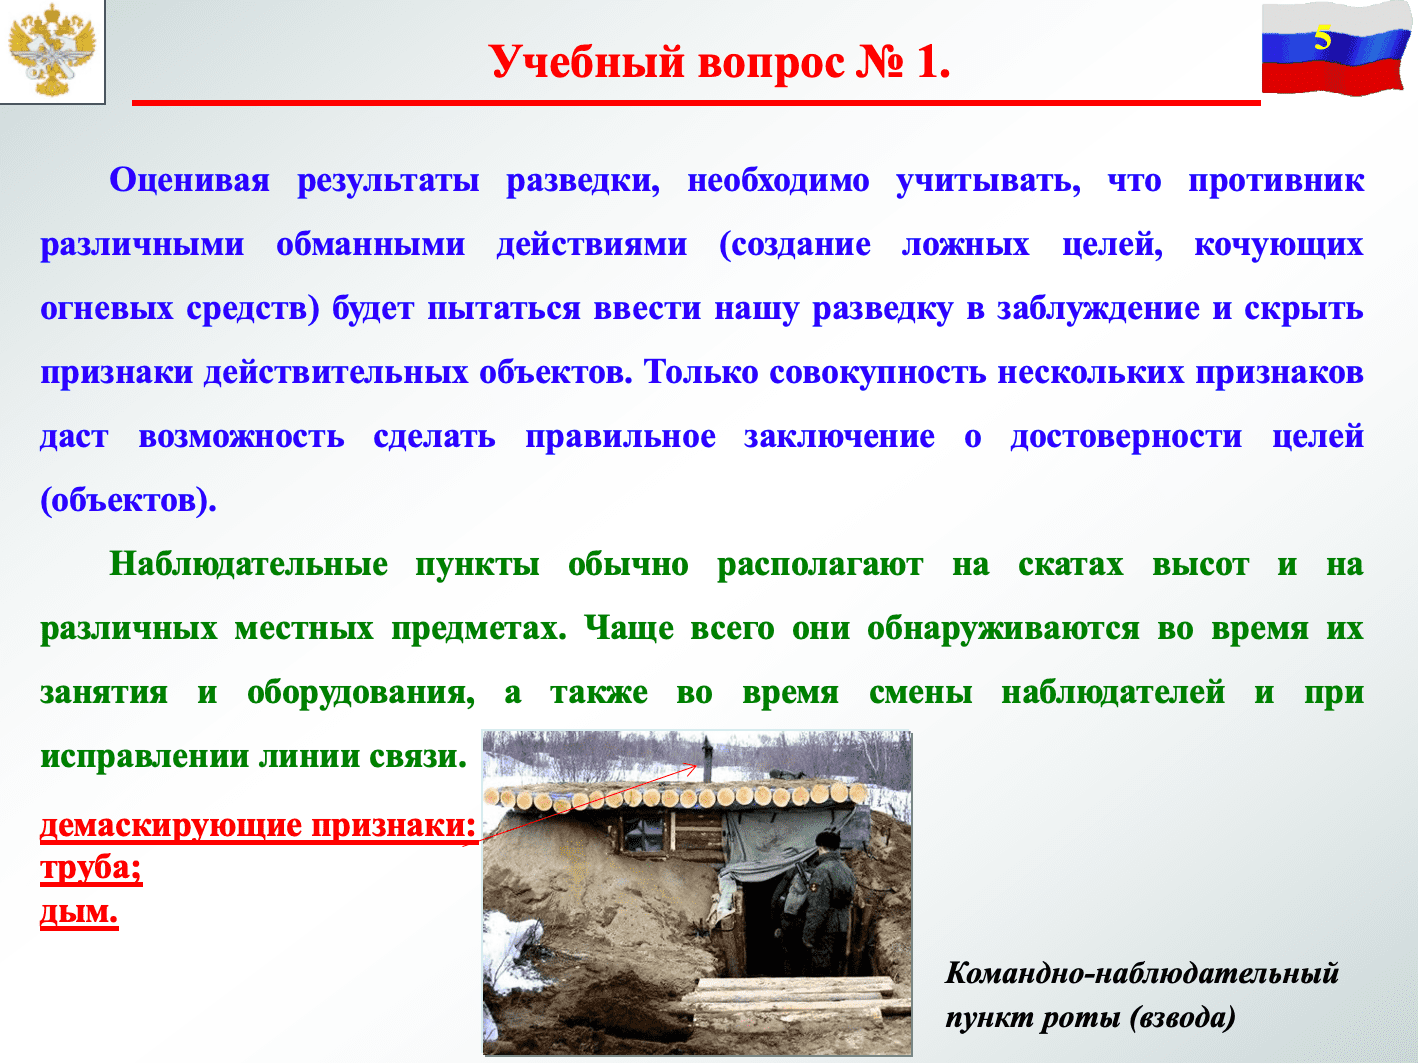 5
Учебный вопрос № 1.
Оценивая результаты разведки, необходимо учитывать, что противник
различными обманными действиями (создание ложных целей, кочующих
огневых средств) будет пытаться ввести нашу разведку в заблуждение и скрыть
признаки действительных объектов. Только совокупность нескольких признаков
даст возможность сделать правильное заключение о достоверности целей
(объектов).
Наблюдательные пункты обычно располагают на скатах высот и на
различных местных предметах. Чаще всего они обнаруживаются во время их
занятия и оборудования, а также во время смены наблюдателей и при
исправлении линии связи.
демаскирующие признаки:
труба;
дым.
Командно-наблюдательный
пункт роты (взвода)